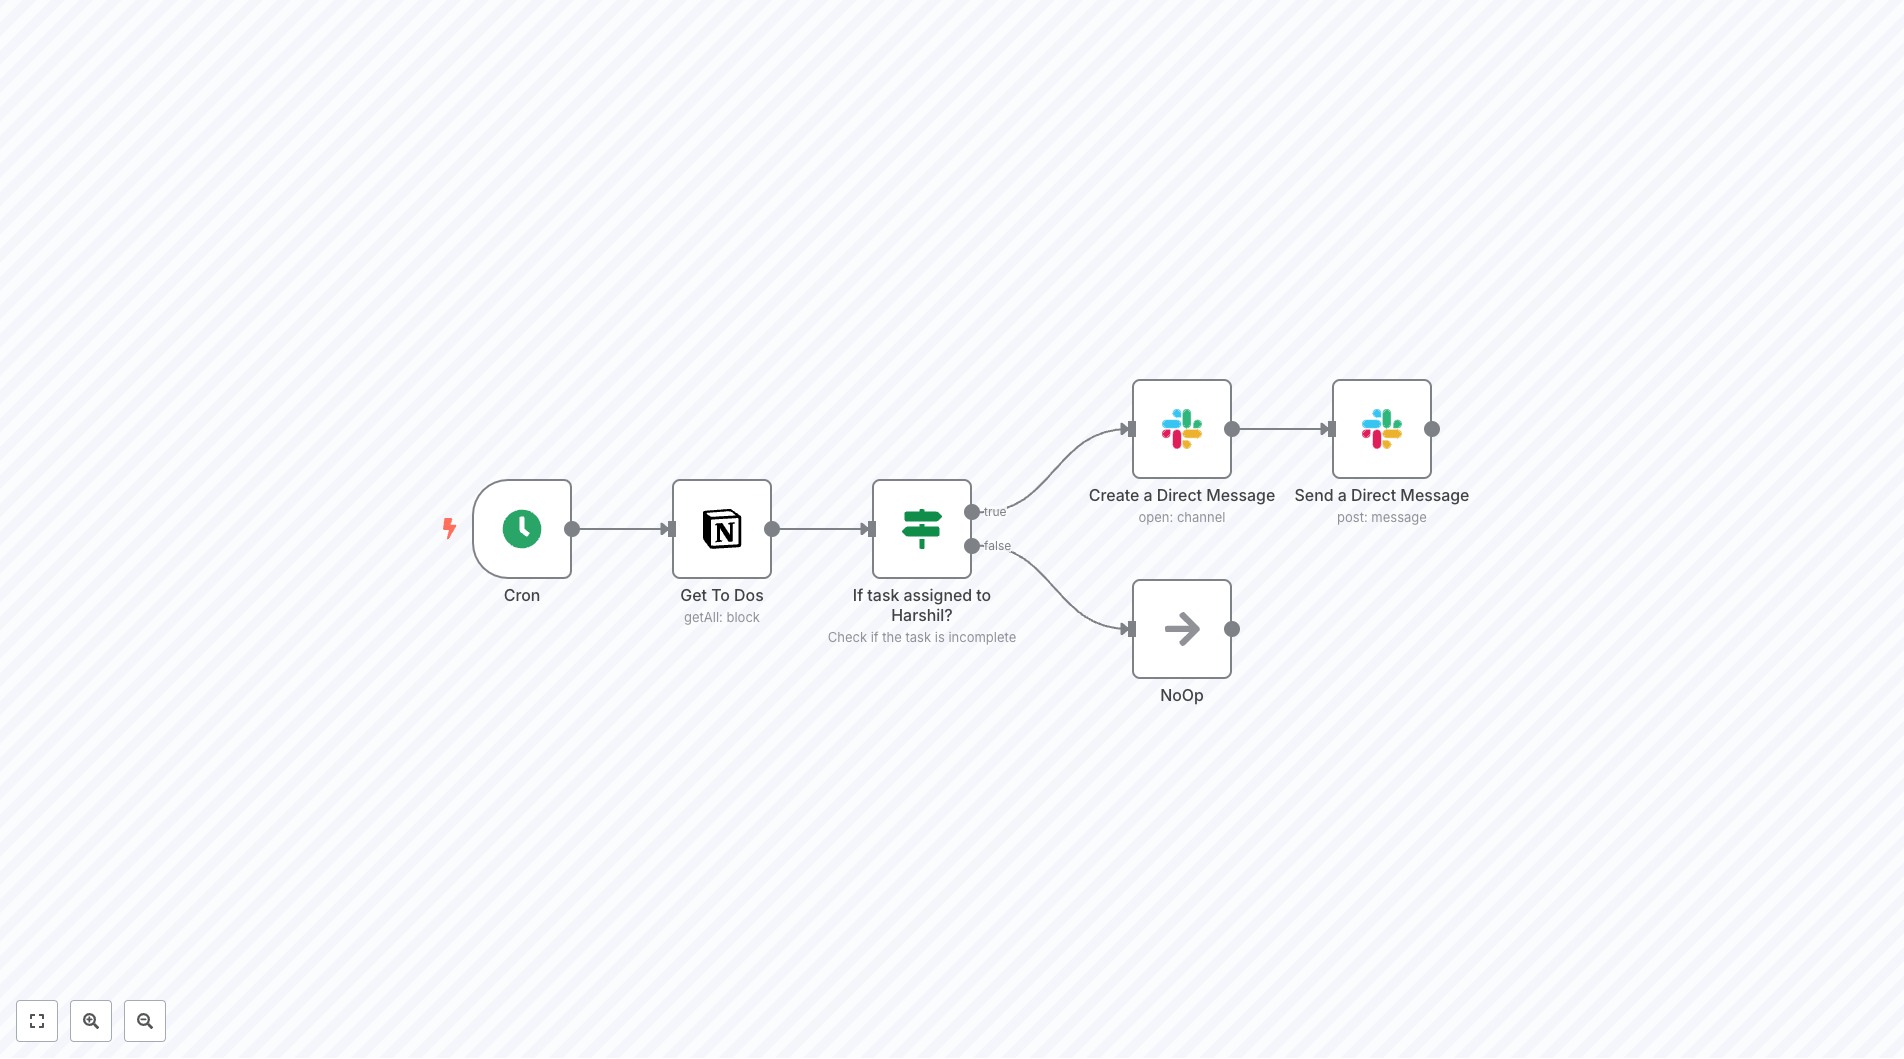 Create a Direct Message
open: channel
Send a Direct Message
post: message
true
false
Cron
Get To Dos
getAll: block
If task assigned to
Harshil?
Check if the task is incomplete
NoOp